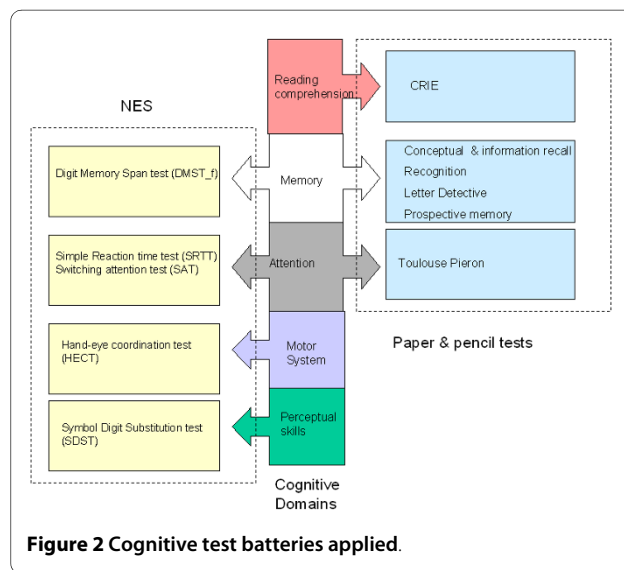 NES
Digit Memory Span test (DMST_f)
Simple Reaction time test (SRTT)
Switching attention test (SAT)
Hand-eye coordination test
(HECT)
Symbol Digit Substitution test
(SDST)
Reading
comprehension
Memory
Attention
Motor
System
Perceptual
skills
Cognitive
Domains
CRIE
Conceptual & information recall
Recognition
Letter Detective
Prospective memory
Toulouse Pieron
Paper & pencil tests
Figure 2 Cognitive test batteries applied.